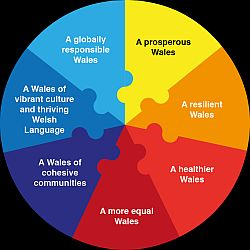 A globally
responsible
Wales
A prosperous
Wales
A resilient
Wales
A healthier
Wales
A more equal
Wales
A Wales of
cohesive
communities
A Wales of
vibrant culture
and thriving
Welsh
Language